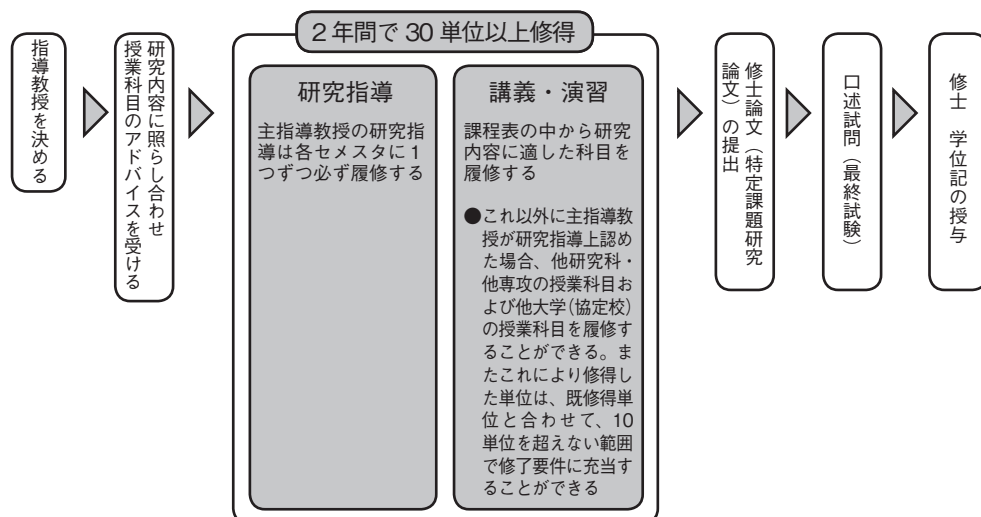 指導教授を決める
研究内容に照らし合わせ
授業科目のアドバイスを受ける
2年間で30単位以上修得
研究指導
主指導教授の研究指
導は各セメスタに1
つずつ必ず履修する
講義・演習
課程表の中から研究
内容に適した科目を
履修する
●これ以外に主指導教
授が研究指導上認め
た場合、他研究科・
他専攻の授業科目お
よび他大学(協定校)
の授業科目を履修す
ることができる。ま
たこれにより修得し
た単位は、既修得単
位と合わせて、10
単位を超えない範囲
で修了要件に充当す
ることができる
修士論文（特定課題研究
論文）の提出
口述試問（最終試験）
修士　学位記の授与